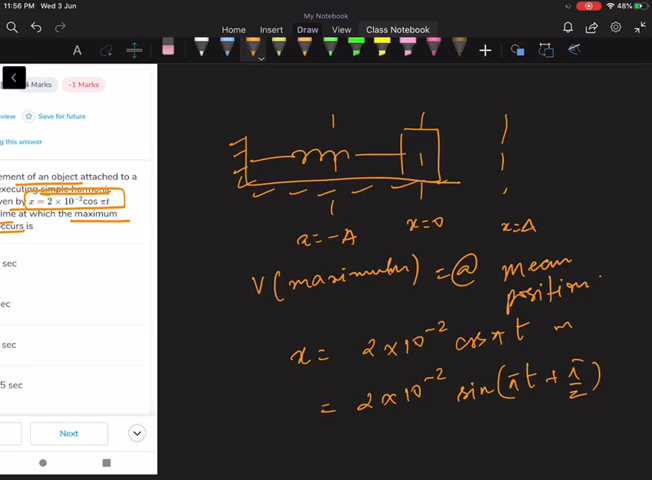 11:56 PM Wed 3 Jun
48%
My Notebook
Home Insert Draw View Class Notebook
A
4 Marks -1 Marks
view Save for future
ng this answer
ement of an object attached to a
executing simple harmonic
ven by x = 2 × 10⁻² cos πt
ime at which the maximum
occurs is
sec
ec
sec
5 sec
Next
x = -A x = 0 x = A
V (maximum) = @ mean
position.
x = 2 × 10⁻² cos π t m
= 2 × 10⁻² sin (πt + π/2)